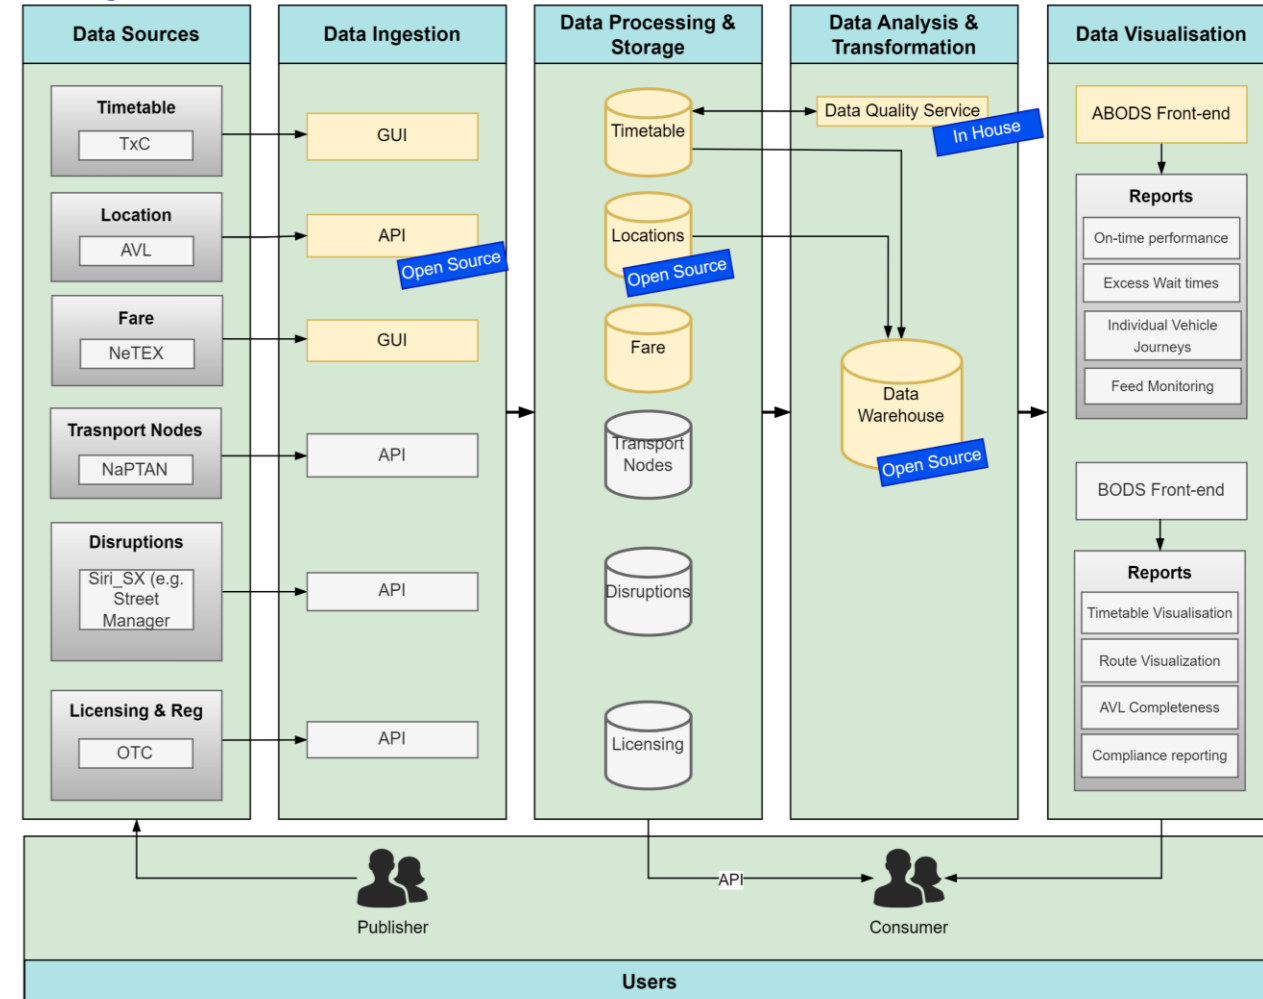 Data Sources
Data Ingestion
Data Processing &
Storage
Data Analysis &
Transformation
Data Visualisation
Timetable
TxC
Location
AVL
Fare
NeTEX
Trasnport Nodes
NaPTAN
Disruptions
Siri_SX (e.g.
Street
Manager
Licensing & Reg
OTC
GUI
API
Open Source
GUI
API
API
API
Timetable
Locations
Open Source
Fare
Transport
Nodes
Disruptions
Licensing
Data Quality Service
In House
Data
Warehouse
Open Source
ABODS Front-end
Reports
On-time performance
Excess Wait times
Individual Vehicle
Journeys
Feed Monitoring
BODS Front-end
Reports
Timetable Visualisation
Route Visualization
AVL Completeness
Compliance reporting
Publisher
API
Consumer
Users